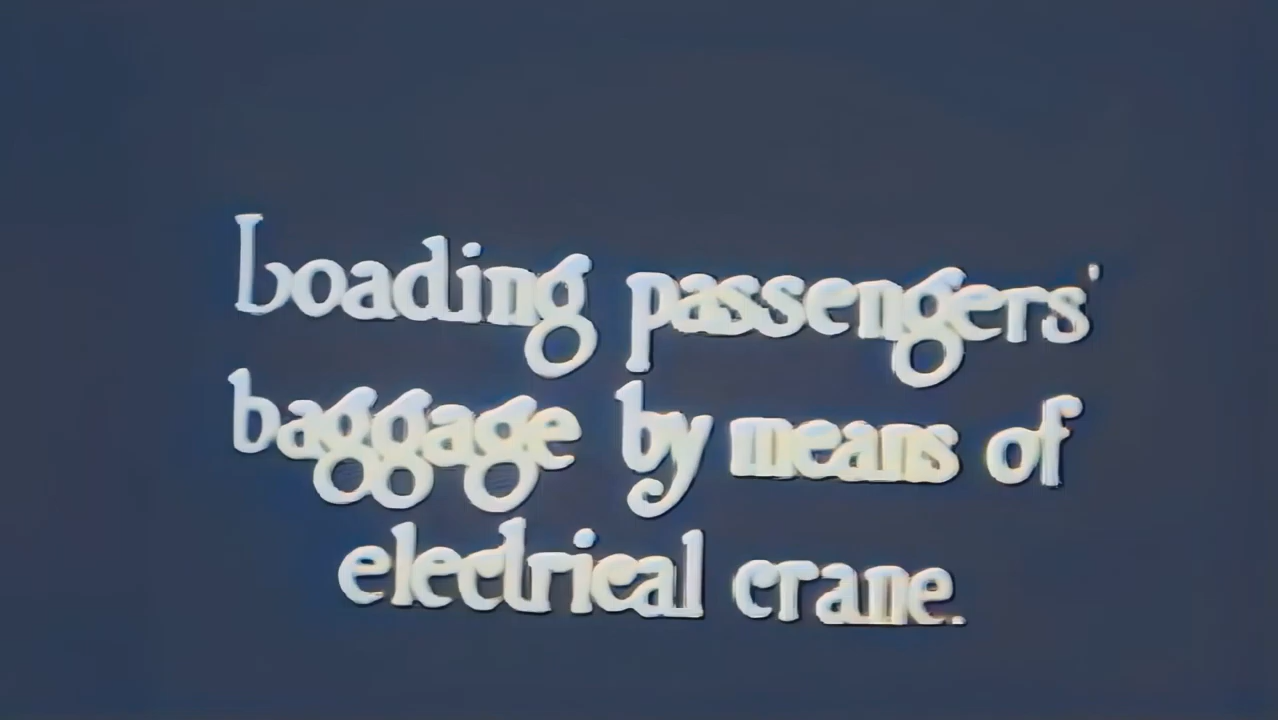 Loading passengers'
baggage by means of
electrical crane.